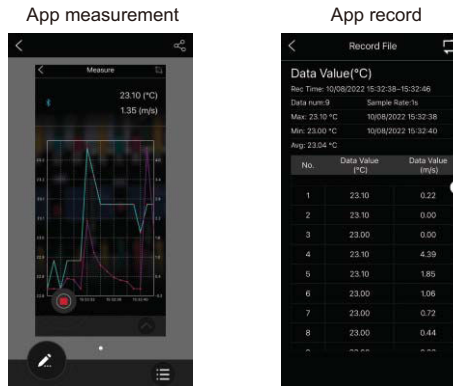 App measurement
App record
Measure
23.10 (°C)
1.35 (m/s)
Record File
Data Value(°C)
Rec Time: 10/08/2022 15:32:38~15:32:46
Data num:9 Sample Rate:1s
Max: 23.10 °C 10/08/2022 15:32:38
Min: 23.00 °C 10/08/2022 15:32:40
Avg: 23.04 °C
No. Data Value (°C) Data Value (m/s)
1 23.10 0.22
2 23.10 0.00
3 23.00 0.00
4 23.10 4.39
5 23.10 1.85
6 23.00 1.06
7 23.00 0.72
8 23.00 0.44